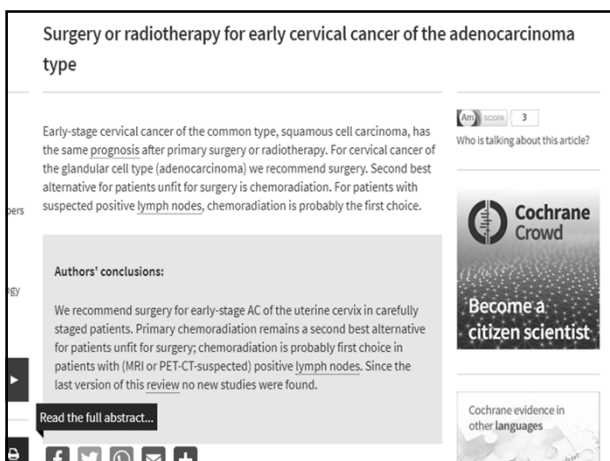 Surgery or radiotherapy for early cervical cancer of the adenocarcinoma
type
Early-stage cervical cancer of the common type, squamous cell carcinoma, has
the same prognosis after primary surgery or radiotherapy. For cervical cancer of
the glandular cell type (adenocarcinoma) we recommend surgery. Second best
alternative for patients unfit for surgery is chemoradiation. For patients with
suspected positive lymph nodes, chemoradiation is probably the first choice.
Authors' conclusions:
We recommend surgery for early-stage AC of the uterine cervix in carefully
staged patients. Primary chemoradiation remains a second best alternative
for patients unfit for surgery; chemoradiation is probably first choice in
patients with (MRI or PET-CT-suspected) positive lymph nodes. Since the
last version of this review no new studies were found.
Read the full abstract...
pers
ogy
Am score 3
Who is talking about this article?
Cochrane
Crowd
Become a
citizen scientist
Cochrane evidence in
other languages